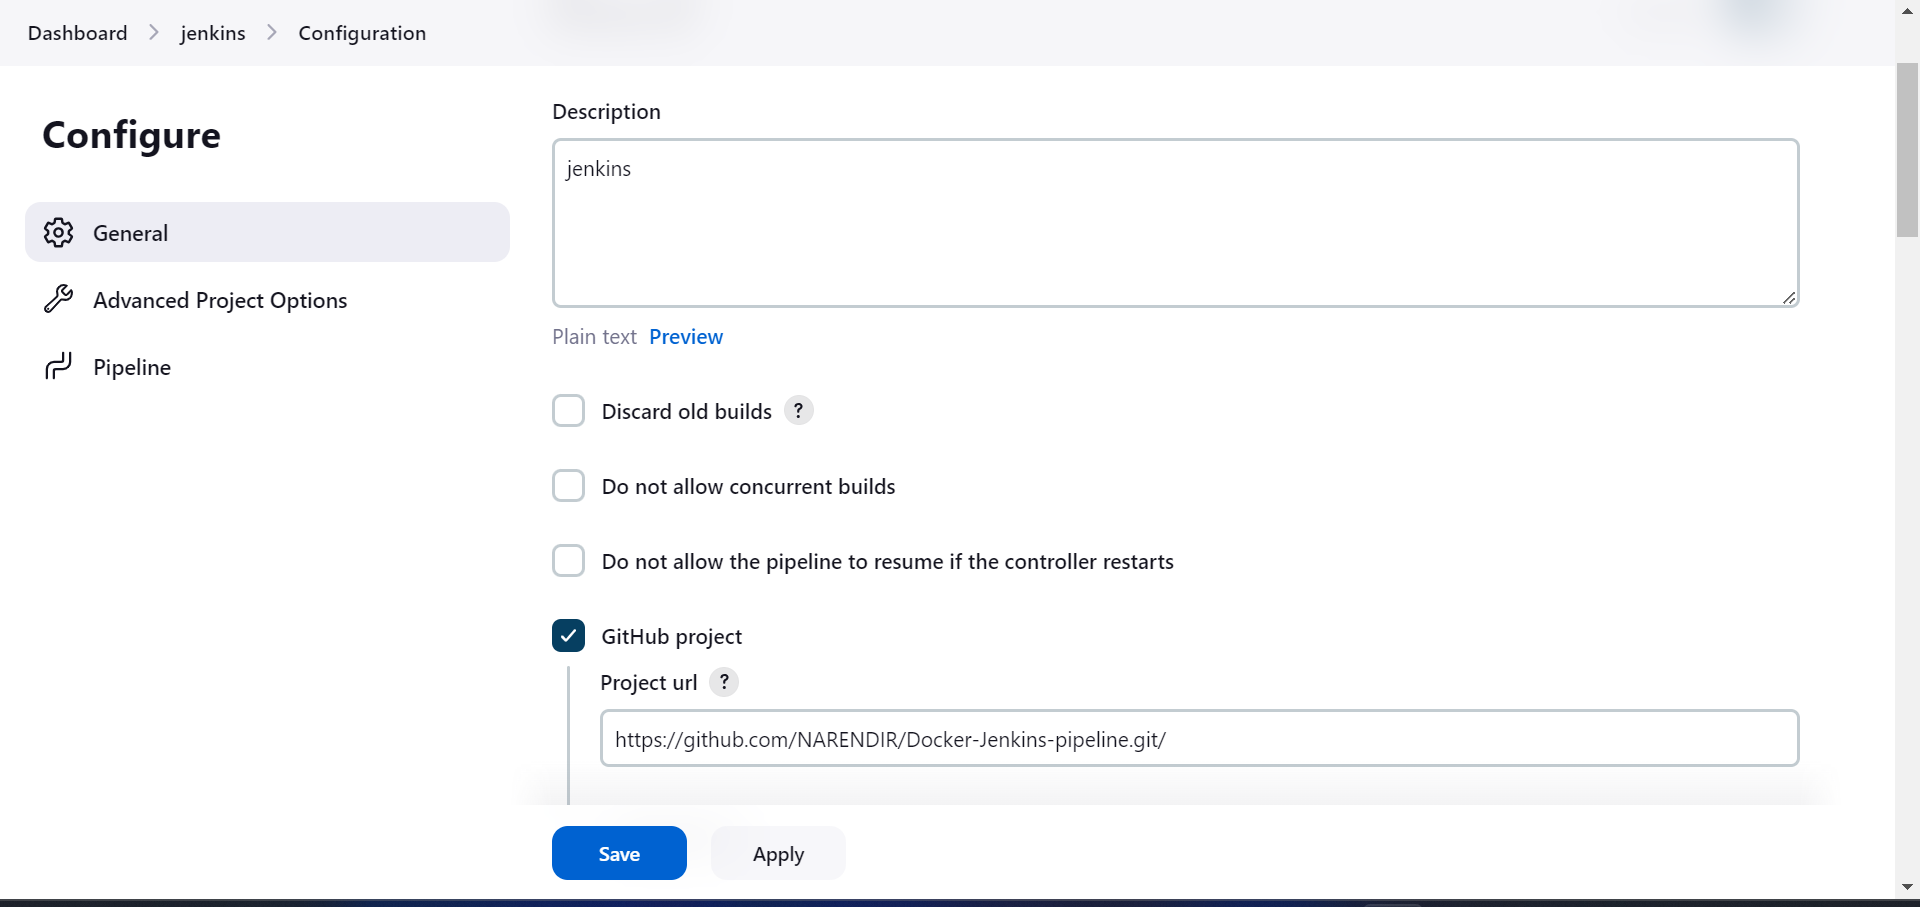 Dashboard > jenkins > Configuration
Configure
General
Advanced Project Options
Pipeline
Description
jenkins
Plain text Preview
Discard old builds ?
Do not allow concurrent builds
Do not allow the pipeline to resume if the controller restarts
GitHub project
Project url ?
https://github.com/NARENDIR/Docker-Jenkins-pipeline.git/
Save Apply